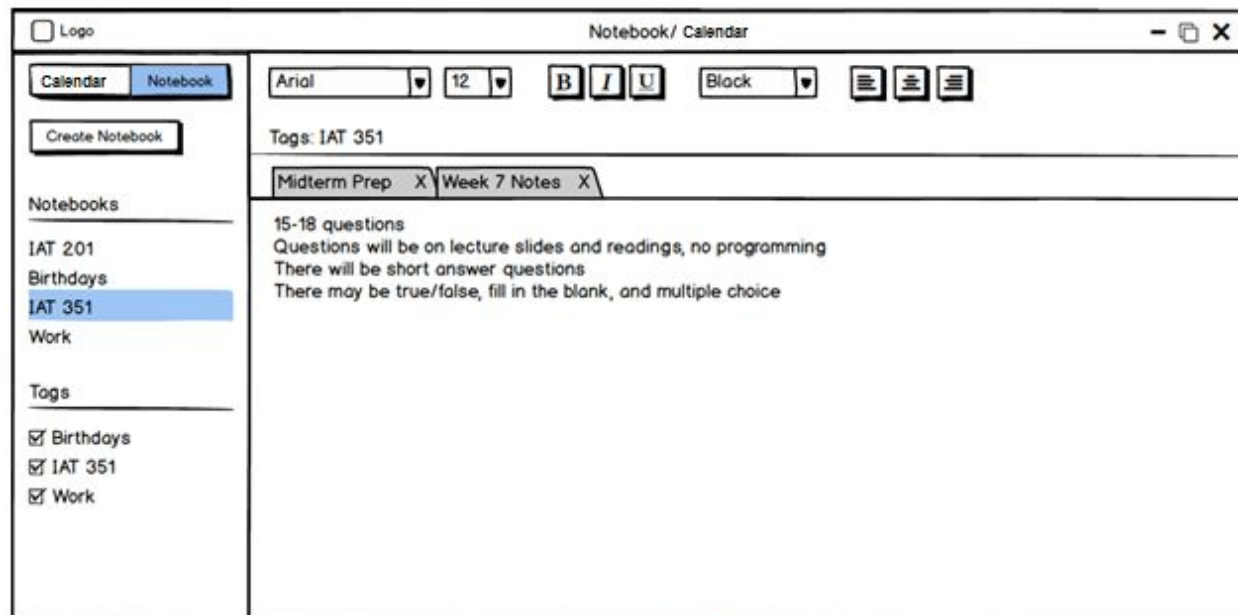 Logo
Notebook/ Calendar
Calendar
Notebook
Create Notebook
Notebooks
IAT 201
Birthdays
IAT 351
Work
Tags
Birthdays
IAT 351
Work
Arial
12
B I U
Black
Tags: IAT 351
Midterm Prep X
Week 7 Notes X
15-18 questions
Questions will be on lecture slides and readings, no programming
There will be short answer questions
There may be true/false, fill in the blank, and multiple choice